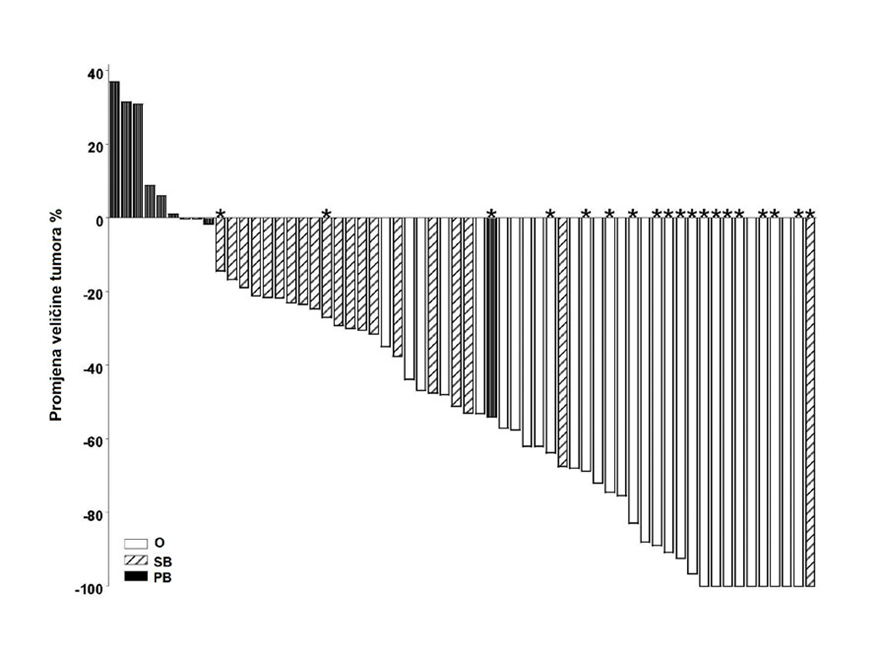 Promjena veličine tumora %
40
20
0
-20
-40
-60
-80
-100
* * * * * * * * * * * * * * * * * * * *
O
SB
PB